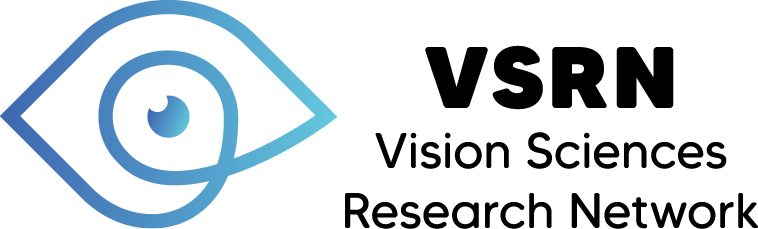 VSRN
Vision Sciences
Research Network